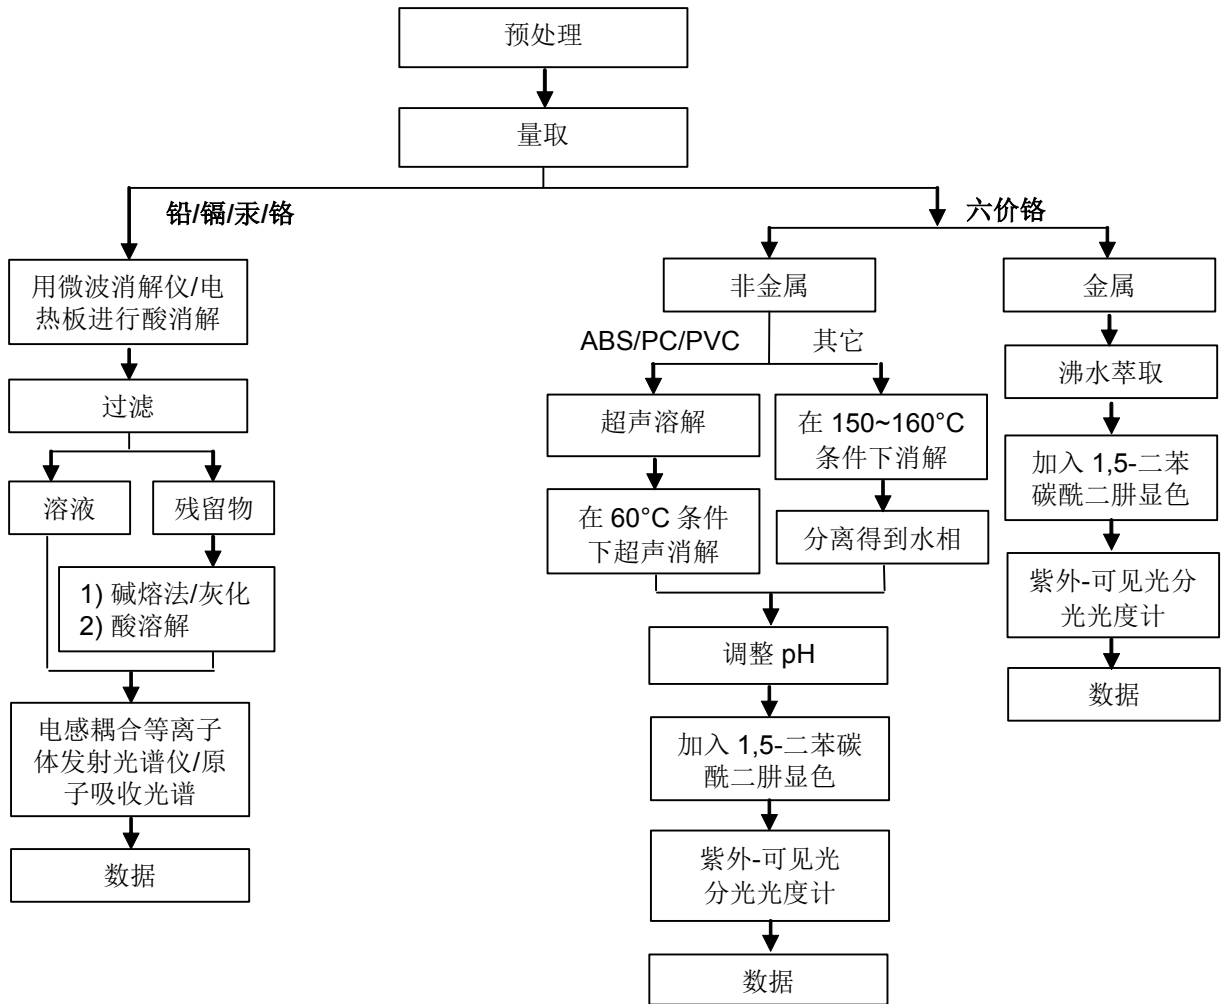 预处理
量取
铅/镉/汞/铬
六价铬
用微波消解仪/电
热板进行酸消解
过滤
溶液
残留物
1) 碱熔法/灰化
2) 酸溶解
电感耦合等离子
体发射光谱仪/原
子吸收光谱
数据
非金属
ABS/PC/PVC
其它
超声溶解
在 60°C 条件
下超声消解
在 150~160°C
条件下消解
分离得到水相
调整 pH
加入 1,5-二苯碳
酰二肼显色
紫外-可见光
分光光度计
数据
金属
沸水萃取
加入 1,5-二苯
碳酰二肼显色
紫外-可见光分
光光度计
数据